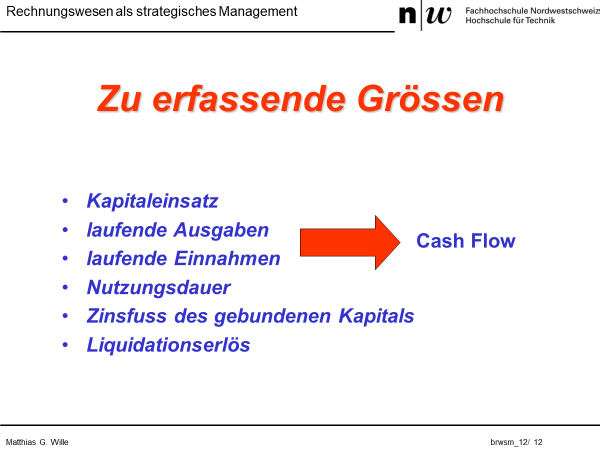 Rechnungswesen als strategisches Management
n|w Fachhochschule Nordwestschweiz
Hochschule für Technik
Zu erfassende Grössen
• Kapitaleinsatz
• laufende Ausgaben
• laufende Einnahmen
Cash Flow
• Nutzungsdauer
• Zinsfuss des gebundenen Kapitals
• Liquidationserlös
Matthias G. Wille
brwsm_12/ 12